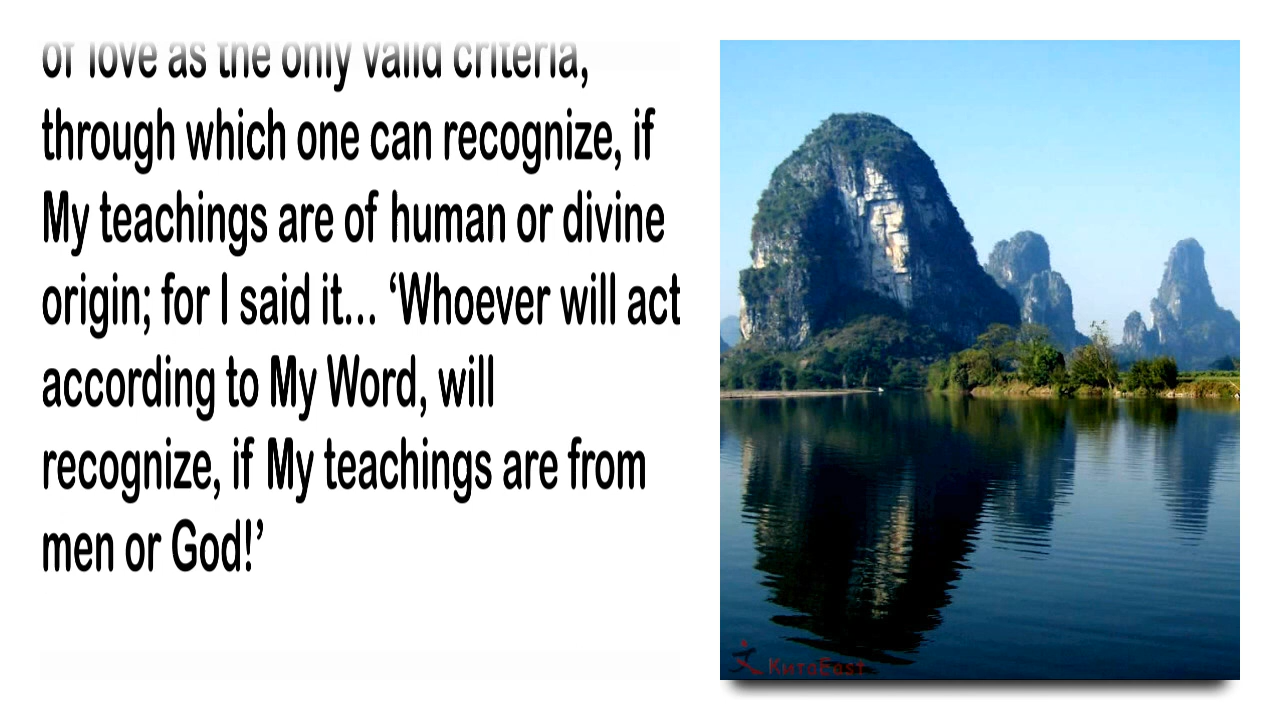 of love as the only valid criteria,
through which one can recognize, if
My teachings are of human or divine
origin; for I said it... ‘Whoever will act
according to My Word, will
recognize, if My teachings are from
men or God!’
КитаEast